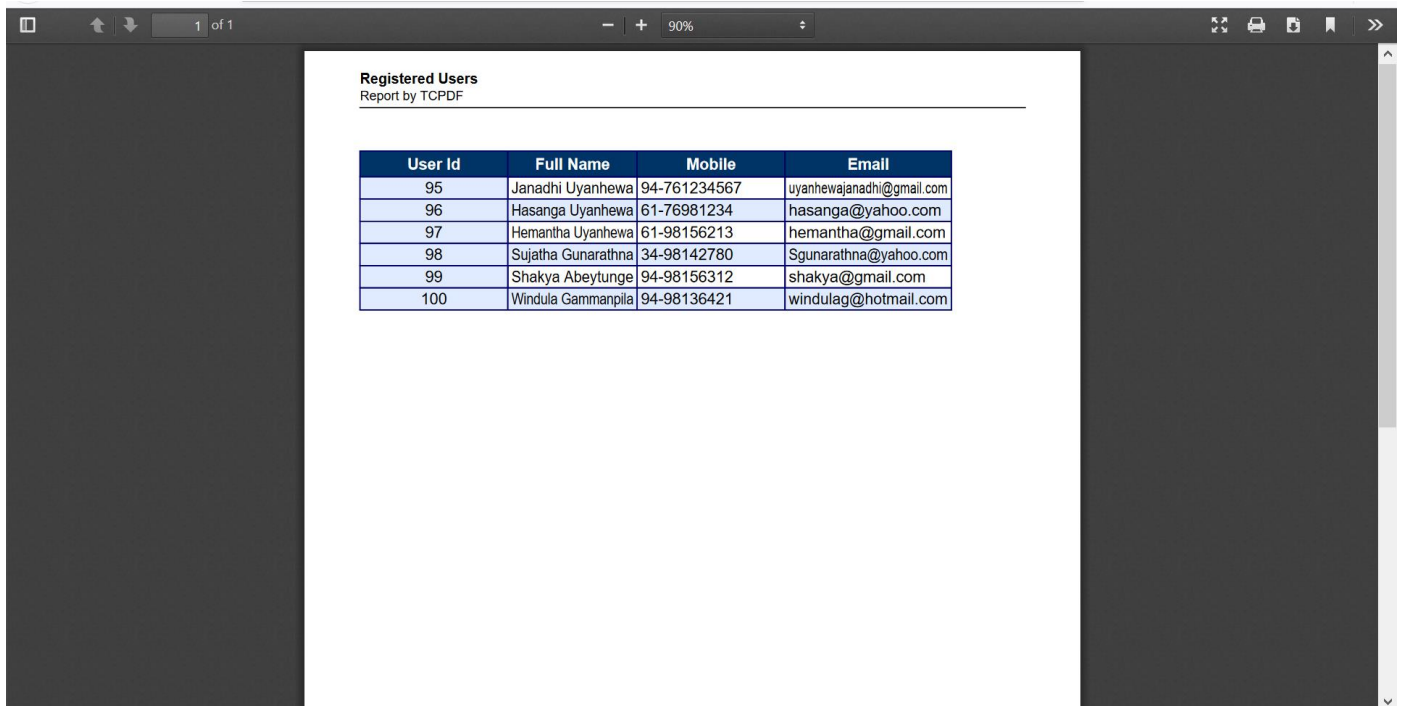 1 of 1 90%
Registered Users
Report by TCPDF
User Id Full Name Mobile Email
95 Janadhi Uyanhewa 94-761234567 uyanhewajanadhi@gmail.com
96 Hasanga Uyanhewa 61-76981234 hasanga@yahoo.com
97 Hemantha Uyanhewa 61-98156213 hemantha@gmail.com
98 Sujatha Gunarathna 34-98142780 Sgunarathna@yahoo.com
99 Shakya Abeytunge 94-98156312 shakya@gmail.com
100 Windula Gammanpila 94-98136421 windulag@hotmail.com